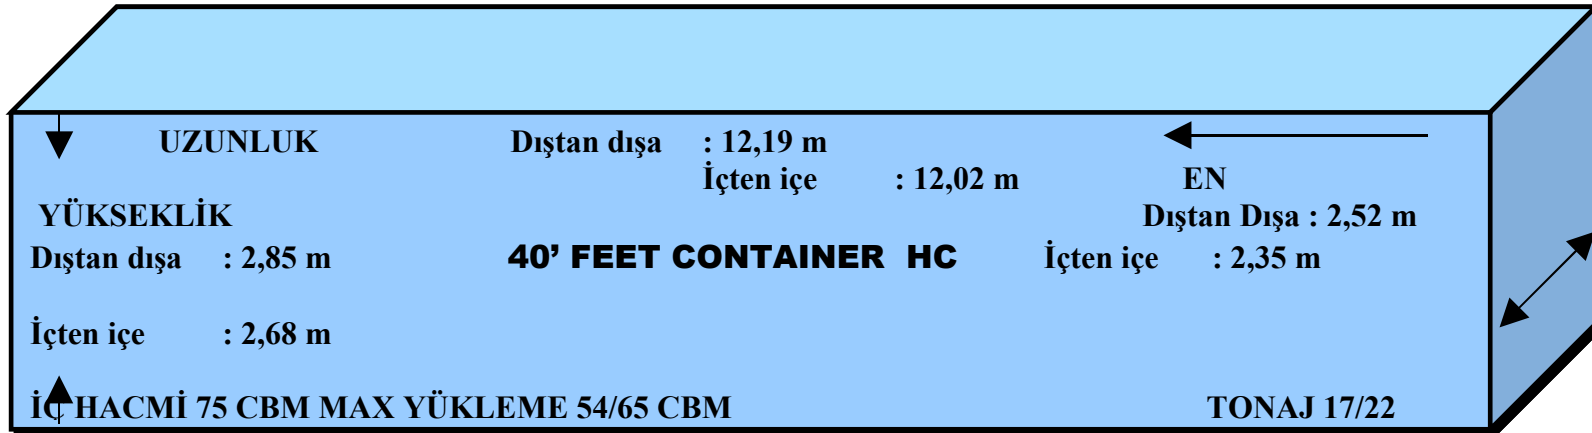 UZUNLUK Dıştan dışa : 12,19 m
İçten içe : 12,02 m EN
YÜKSEKLİK Dıştan Dışa : 2,52 m
Dıştan dışa : 2,85 m 40’ FEET CONTAINER HC İçten içe : 2,35 m
İçten içe : 2,68 m
İÇ HACMİ 75 CBM MAX YÜKLEME 54/65 CBM TONAJ 17/22